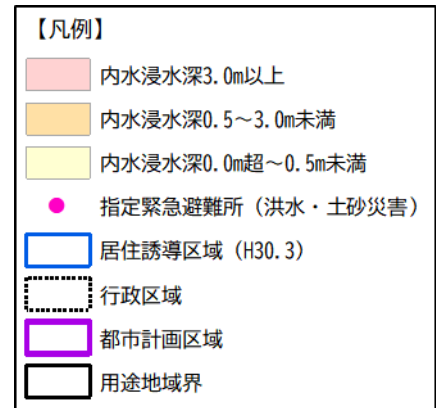 【凡例】
内水浸水深3.0m以上
内水浸水深0.5～3.0m未満
内水浸水深0.0m超～0.5m未満
指定緊急避難所（洪水・土砂災害）
居住誘導区域（H30.3）
行政区域
都市計画区域
用途地域界